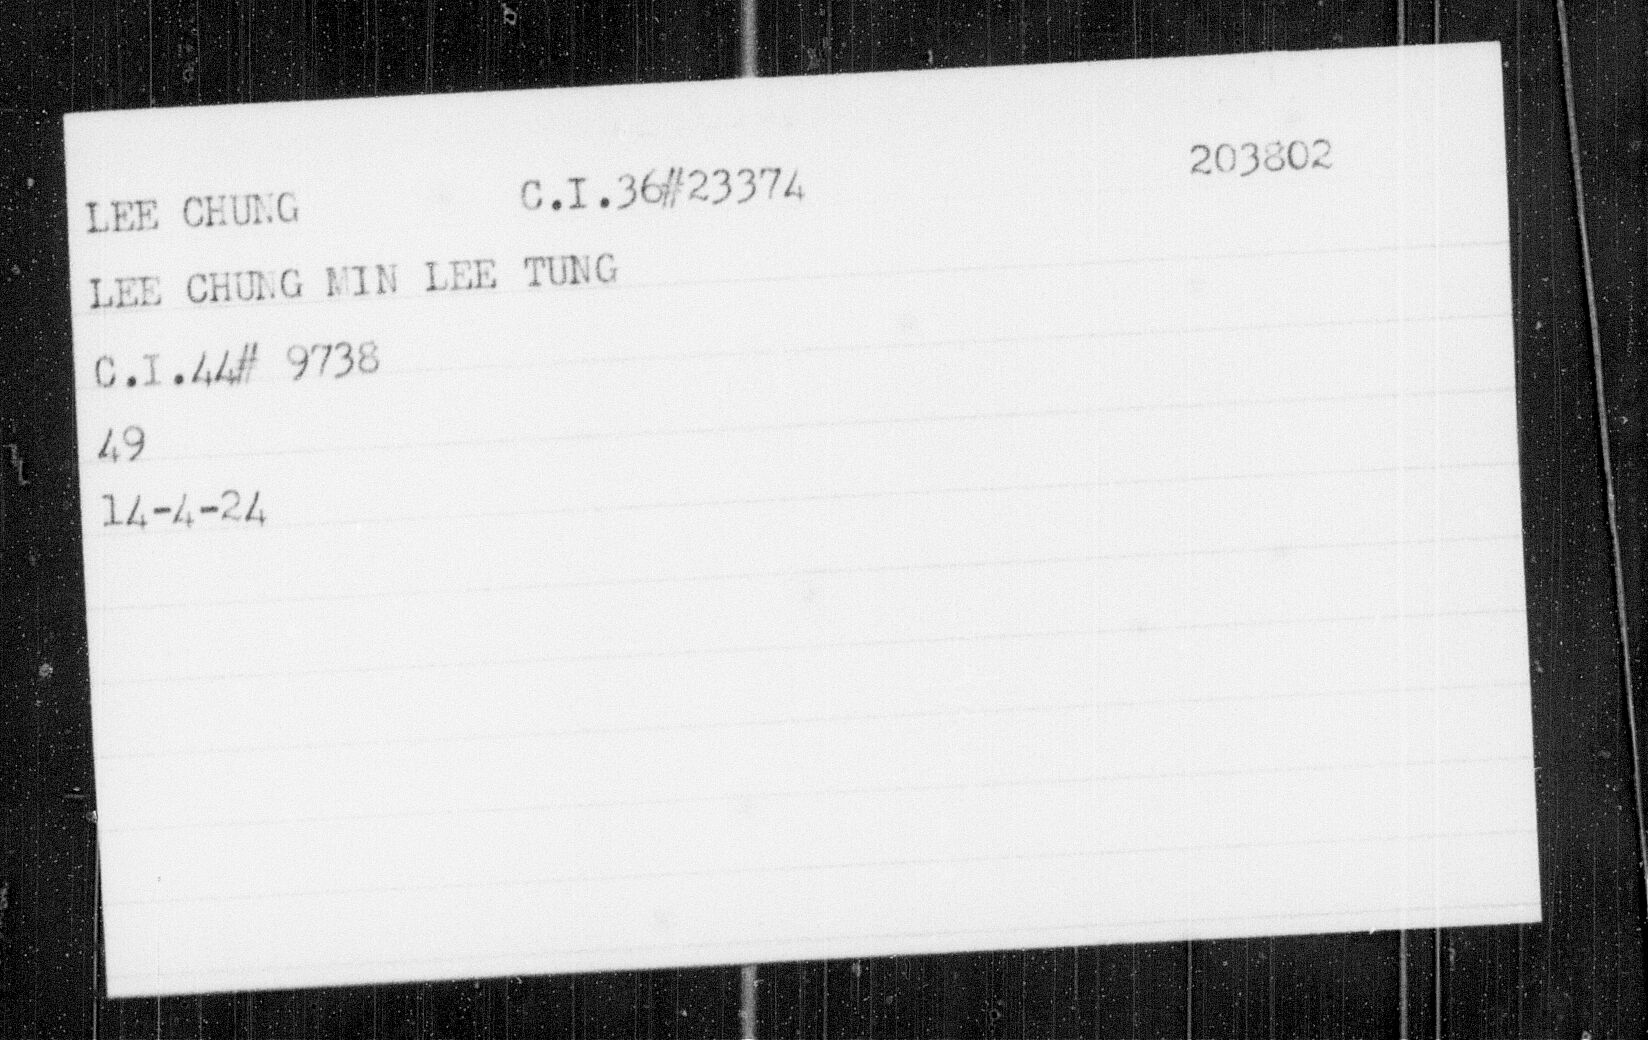 LEE CHUNG C.I.36#23374 203802
LEE CHUNG MIN LEE TUNG
C.I.44# 9738
49
14-4-24